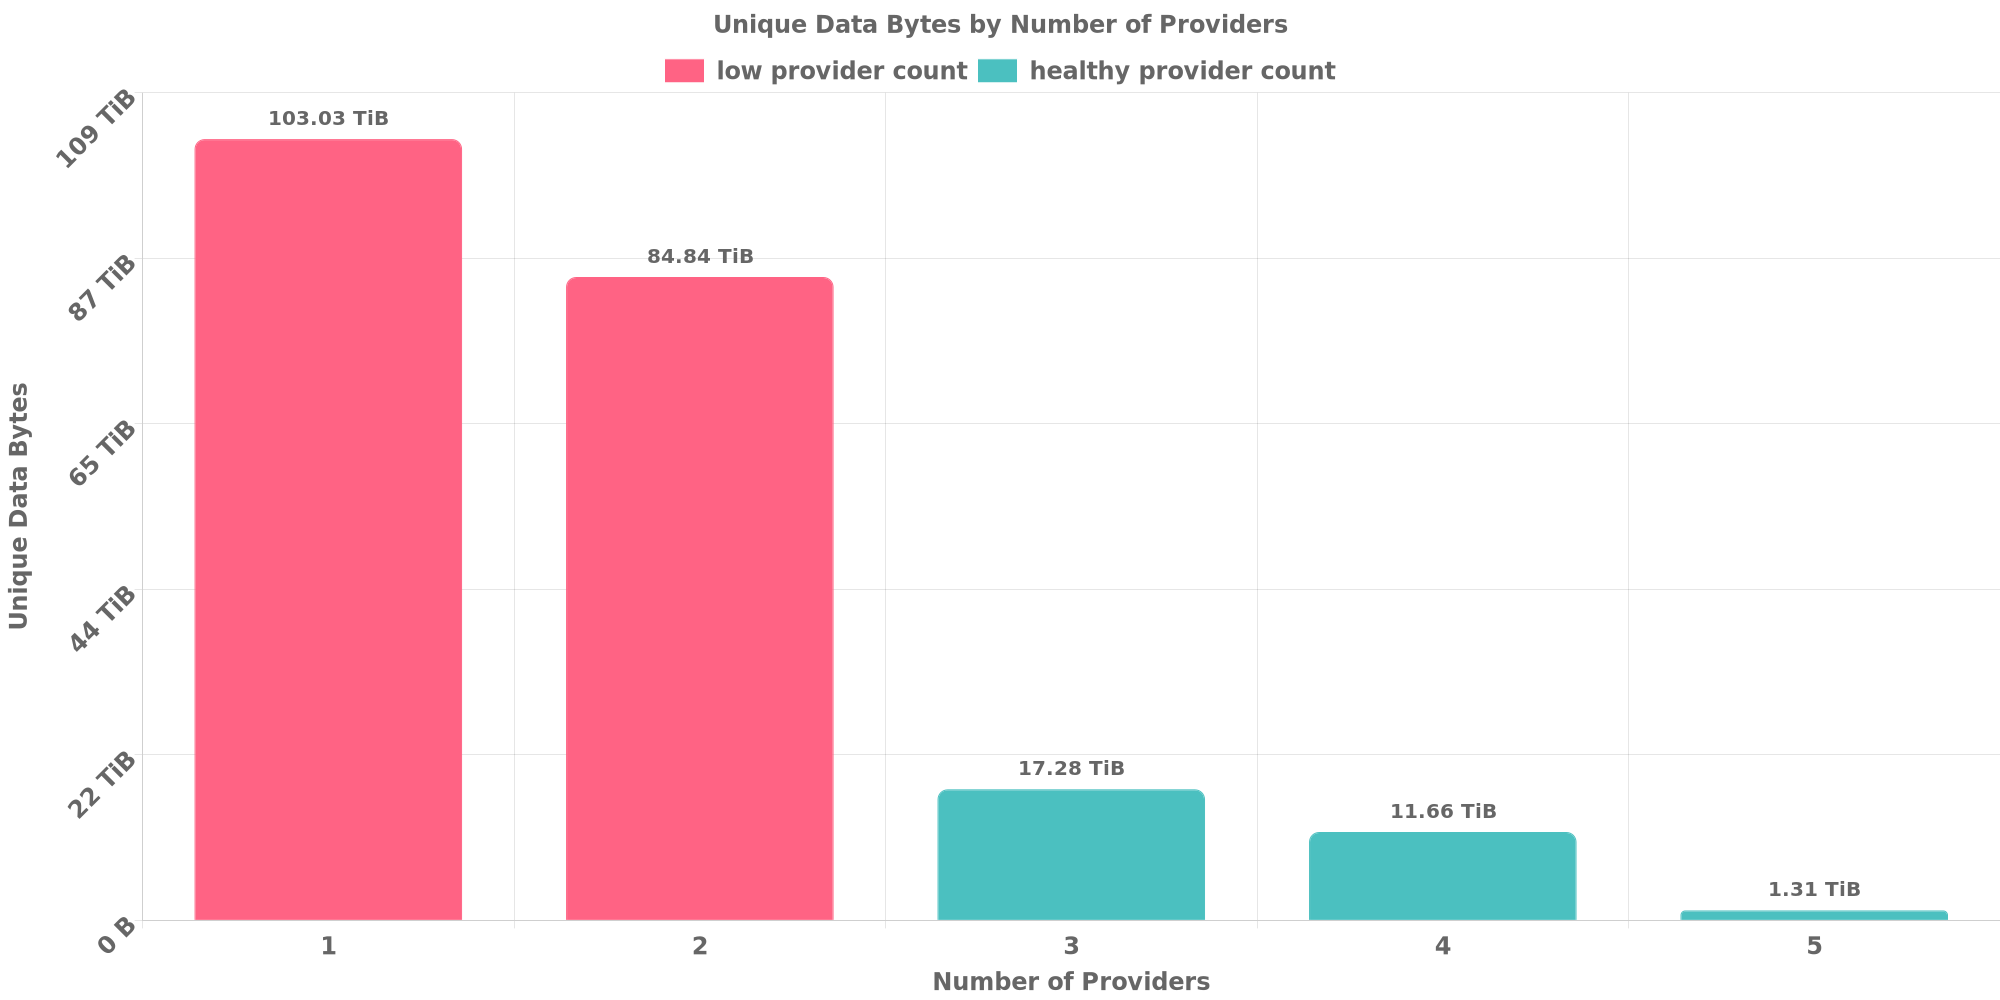 Unique Data Bytes by Number of Providers
low provider count healthy provider count
109 TiB
87 TiB
65 TiB
44 TiB
22 TiB
0 B
Unique Data Bytes
103.03 TiB
84.84 TiB
17.28 TiB
11.66 TiB
1.31 TiB
1 2 3 4 5
Number of Providers